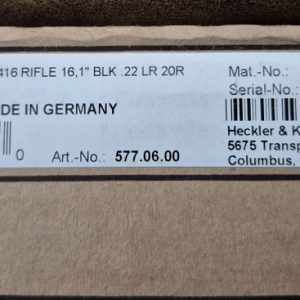 416 RIFLE 16,1" BLK .22 LR 20R
Mat.-No.:
Serial-No.:
DE IN GERMANY
Heckler & K
0
Art.-No.: 577.06.00
5675 Transp
Columbus,